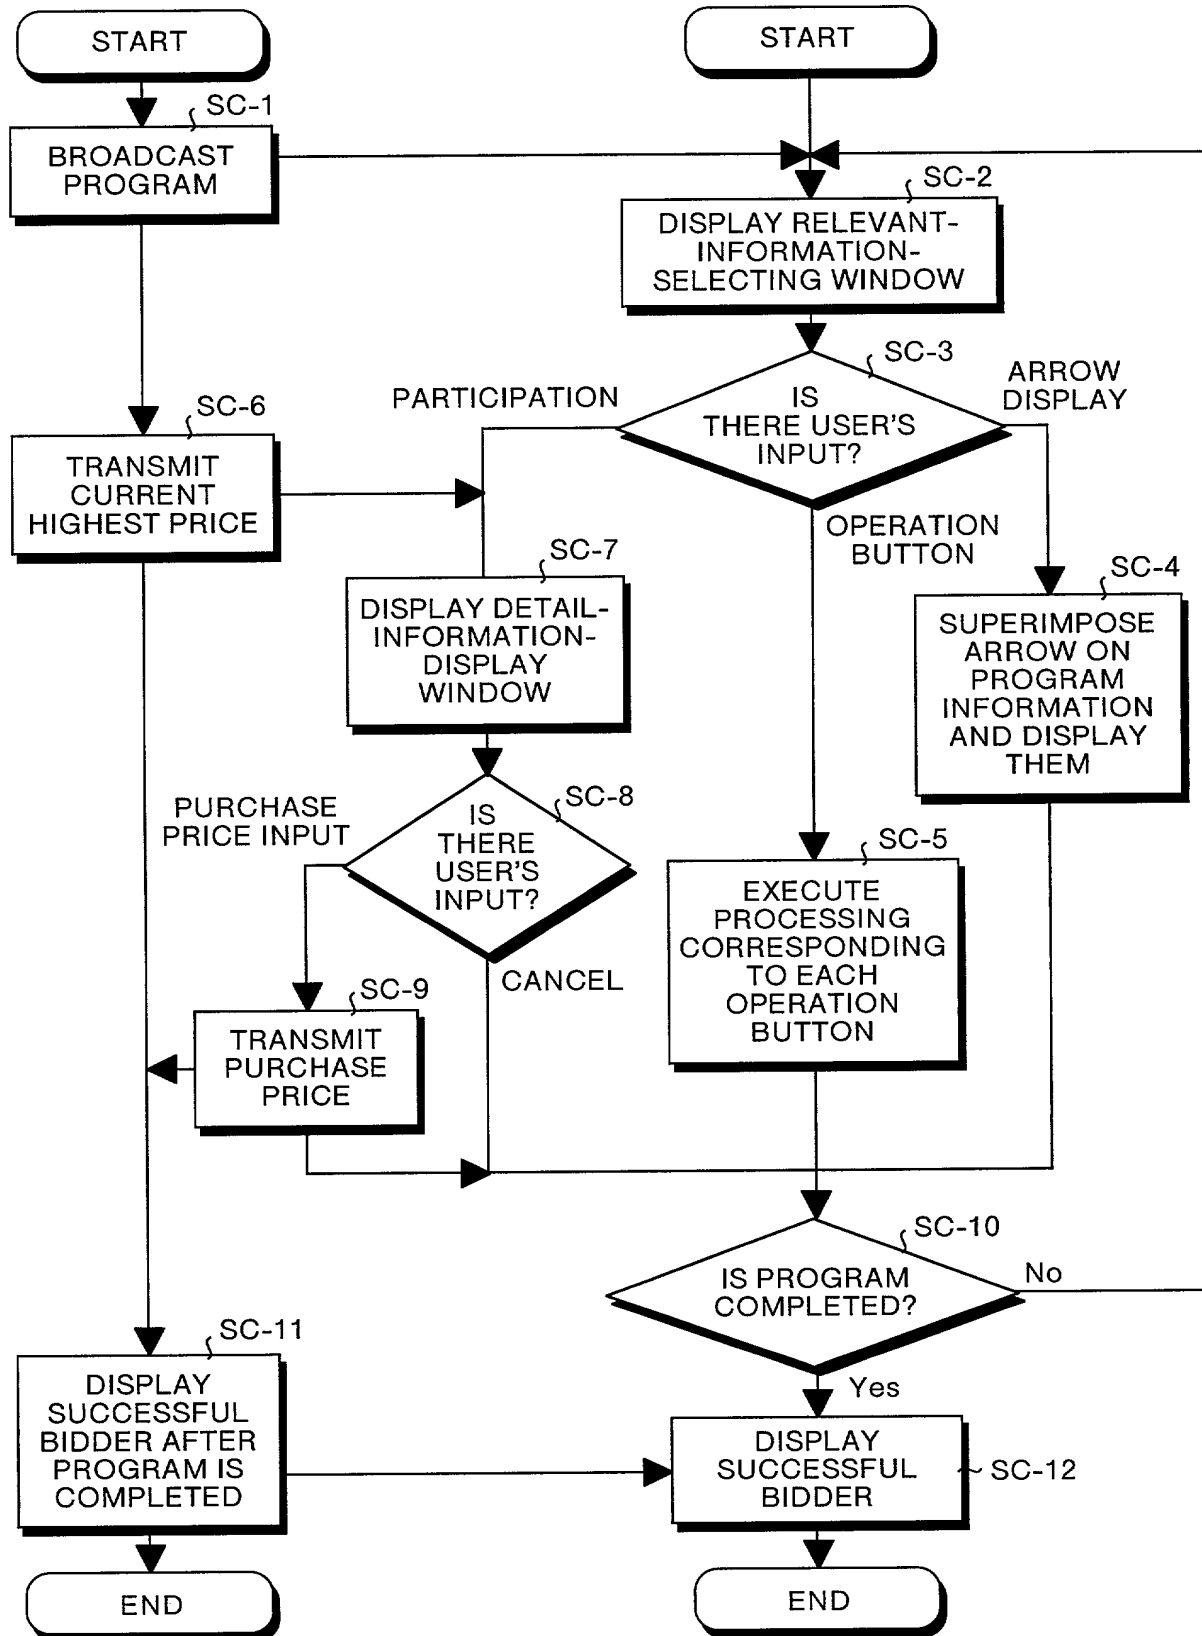 START
START
SC-1
BROADCAST
PROGRAM
SC-2
DISPLAY RELEVANT-
INFORMATION-
SELECTING WINDOW
SC-3
IS
THERE USER'S
INPUT?
PARTICIPATION
ARROW
DISPLAY
SC-6
TRANSMIT
CURRENT
HIGHEST PRICE
OPERATION
BUTTON
SC-7
DISPLAY DETAIL-
INFORMATION-
DISPLAY
WINDOW
SC-4
SUPERIMPOSE
ARROW ON
PROGRAM
INFORMATION
AND DISPLAY
THEM
SC-8
IS
THERE
USER'S
INPUT?
PURCHASE
PRICE INPUT
SC-5
EXECUTE
PROCESSING
CORRESPONDING
TO EACH
OPERATION
BUTTON
CANCEL
SC-9
TRANSMIT
PURCHASE
PRICE
SC-10
IS PROGRAM
COMPLETED?
No
Yes
SC-11
DISPLAY
SUCCESSFUL
BIDDER AFTER
PROGRAM IS
COMPLETED
DISPLAY
SUCCESSFUL
BIDDER
SC-12
END
END